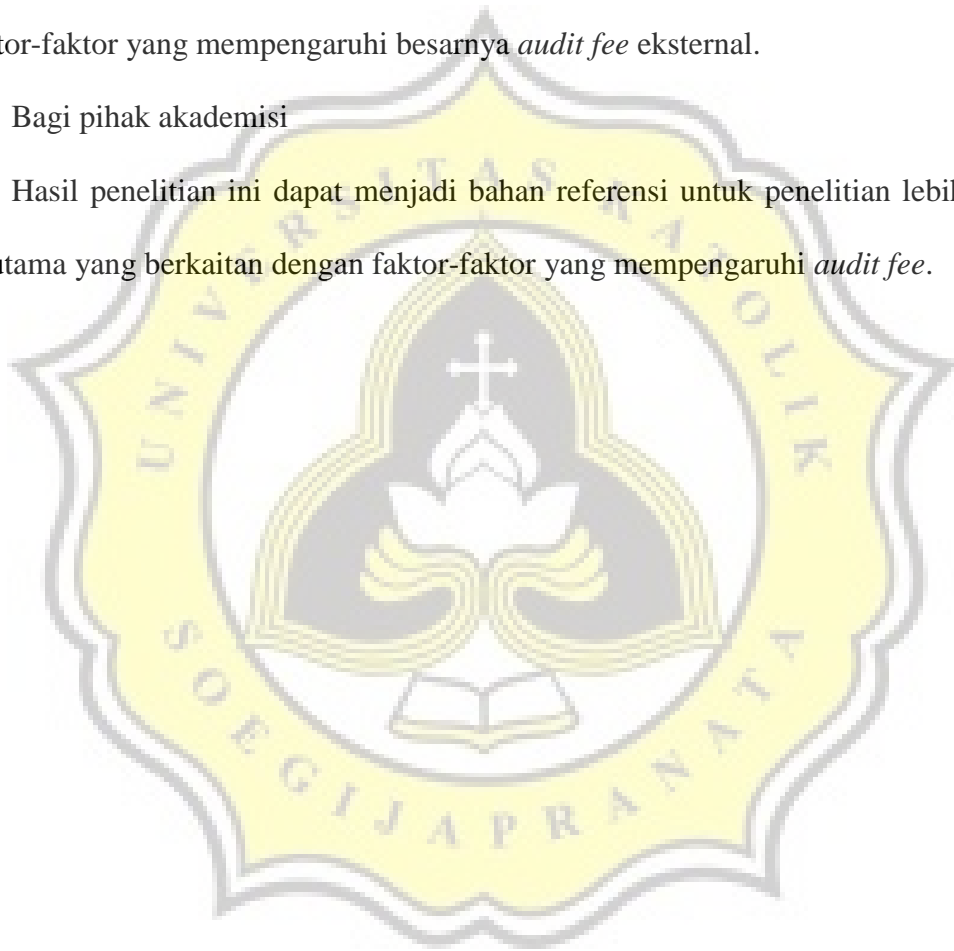 tor-faktor yang mempengaruhi besarnya audit fee eksternal.
Bagi pihak akademisi
Hasil penelitian ini dapat menjadi bahan referensi untuk penelitian lebih
utama yang berkaitan dengan faktor-faktor yang mempengaruhi audit fee.
UNIVERSITAS KATOLIK
SOEGIJAPRANATA